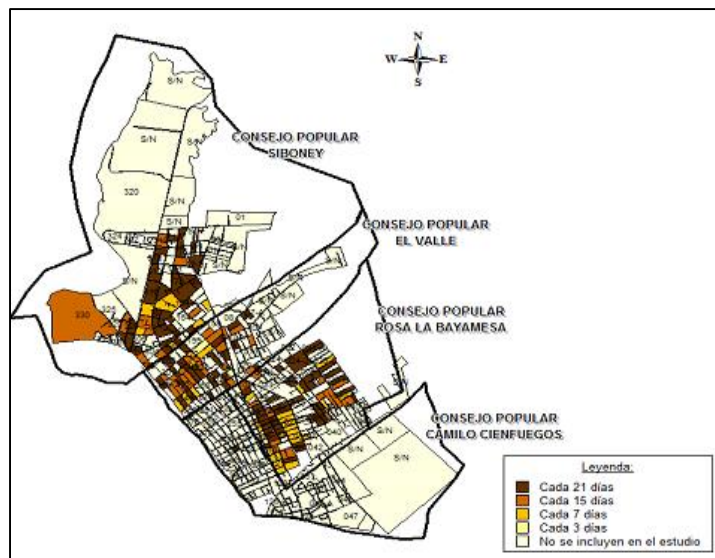 N
W E
S
S/N
CONSEJO POPULAR
SIBONEY
S/N
S/N
320
S/N
S/N
01
S/N
CONSEJO POPULAR
EL VALLE
S/N
S/N
330
CONSEJO POPULAR
ROSA LA BAYAMESA
CONSEJO POPULAR
CAMILO CIENFUEGOS
042
S/N
S/N
S/N
047
Leyenda:
Cada 21 días
Cada 15 días
Cada 7 días
Cada 3 días
No se incluyen en el estudio